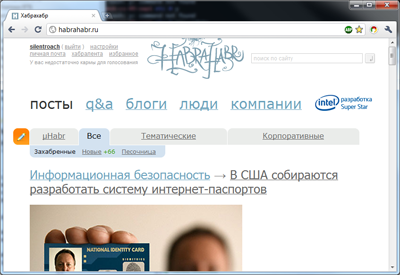 Хабрахабр
habrahabr.ru
silentroach ( выйти ) настройки
личная почта хабралента избранное
У вас недостаточно кармы для голосования
HABRAHABR
поиск по сайту
посты q&a блоги люди компании
intel разработка
Super Star
μHabr Все Тематические Корпоративные
Захабренные Новые +66 Песочница
Информационная безопасность → В США собираются
разработать систему интернет-паспортов
NATIONAL IDENTITY CARD